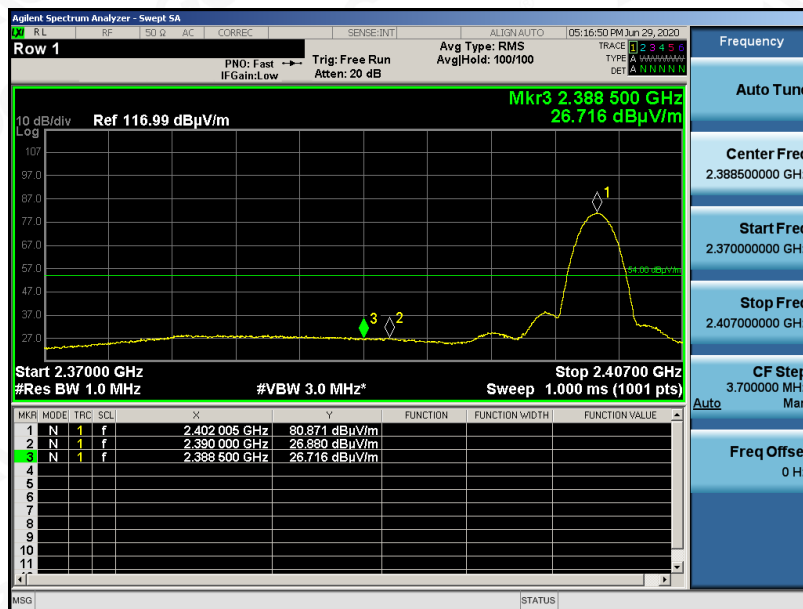 Agilent Spectrum Analyzer - Swept SA
LXI RL RF 50 Ω AC CORREC SENSE:INT ALIGN AUTO 05:16:50 PM Jun 29, 2020
Row 1
PNO: Fast
IFGain:Low
Trig: Free Run
Atten: 20 dB
Avg Type: RMS
Avg|Hold: 100/100
TRACE 1 2 3 4 5 6
TYPE A WWWWW
DET A N N N N N
Mkr3 2.388 500 GHz
26.716 dBµV/m
10 dB/div Ref 116.99 dBµV/m
Log
107
97.0
87.0
77.0
67.0
57.0
47.0
37.0
27.0
1
54.00 dBµV/m
3
2
Start 2.37000 GHz Stop 2.40700 GHz
#Res BW 1.0 MHz #VBW 3.0 MHz* Sweep 1.000 ms (1001 pts)
MKR MODE TRC SCL X Y FUNCTION FUNCTION WIDTH FUNCTION VALUE
1 N 1 f 2.402 005 GHz 80.871 dBµV/m
2 N 1 f 2.390 000 GHz 26.880 dBµV/m
3 N 1 f 2.388 500 GHz 26.716 dBµV/m
4
5
6
7
8
9
10
11
MSG STATUS
Frequency
Auto Tune
Center Freq
2.388500000 GH
Start Freq
2.370000000 GH
Stop Freq
2.407000000 GH
CF Step
3.700000 MH
Auto Mar
Freq Offse
0 H